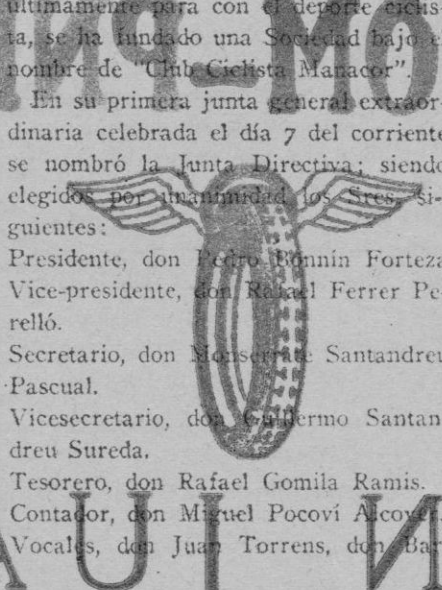 ultimamente para con el deporte ciclis-
ta, se ha fundado una Sociedad bajo e
nombre de "Club Ciclista Manacor".
En su primera junta general extraor-
dinaria celebrada el día 7 del corriente
se nombró la Junta Directiva; siendo
elegidos por unanimidad los Sres. si-
guientes:
Presidente, don Pedro Bonnín Forteza
Vice-presidente, don Rafael Ferrer Pe-
relló.
Secretario, don Monserrate Santandreu
Pascual.
Vicesecretario, don Guillermo Santan-
dreu Sureda.
Tesorero, don Rafael Gomila Ramis.
Contador, don Miguel Pocoví Alcover.
Vocales, don Juan Torrens, don Bar